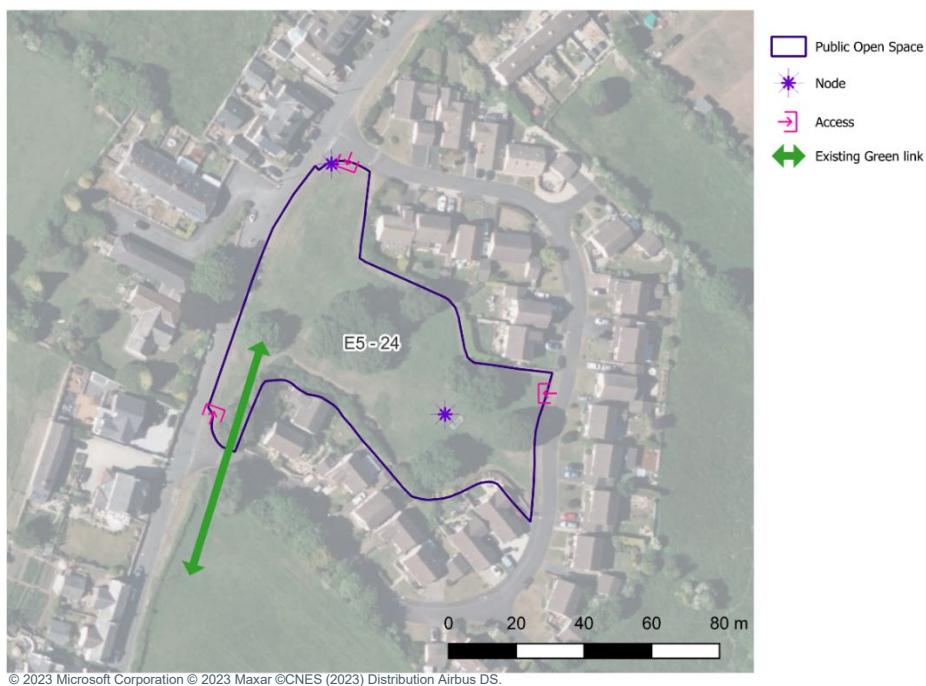 Public Open Space
Node
Access
Existing Green link
E5 - 24
0 20 40 60 80 m
© 2023 Microsoft Corporation © 2023 Maxar ©CNES (2023) Distribution Airbus DS.